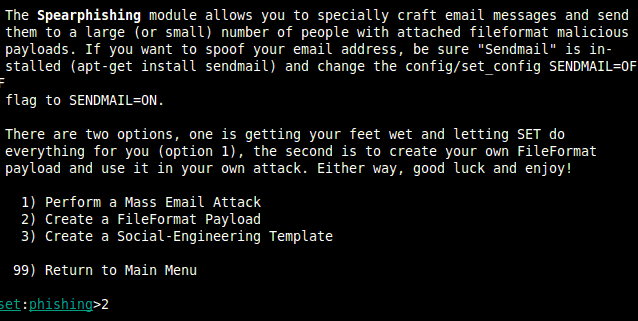 The Spearphishing module allows you to specially craft email messages and send
them to a large (or small) number of people with attached fileformat malicious
payloads. If you want to spoof your email address, be sure "Sendmail" is in-
stalled (apt-get install sendmail) and change the config/set_config SENDMAIL=OF
F
flag to SENDMAIL=ON.
There are two options, one is getting your feet wet and letting SET do
everything for you (option 1), the second is to create your own FileFormat
payload and use it in your own attack. Either way, good luck and enjoy!
1) Perform a Mass Email Attack
2) Create a FileFormat Payload
3) Create a Social-Engineering Template
99) Return to Main Menu
set:phishing>2